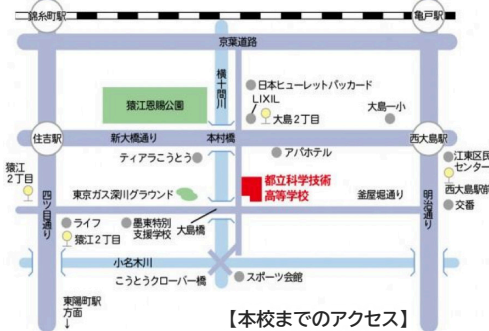 錦糸町駅
亀戸駅
京葉道路
横十間川
日本ヒューレットパッカード
LIXIL
大島2丁目
大島一小
猿江恩賜公園
住吉駅
新大橋通り
本村橋
西大島駅
ティアラこうとう
アパホテル
江東区民
センター
猿江
2丁目
西大島駅前
東京ガス深川グラウンド
都立科学技術
高等学校
釜屋堀通り
交番
四ツ目通り
明治通り
ライフ
墨東特別
支援学校
大島橋
猿江2丁目
小名木川
こうとうクローバー橋
スポーツ会館
東陽町駅
方面
↓
【本校までのアクセス】